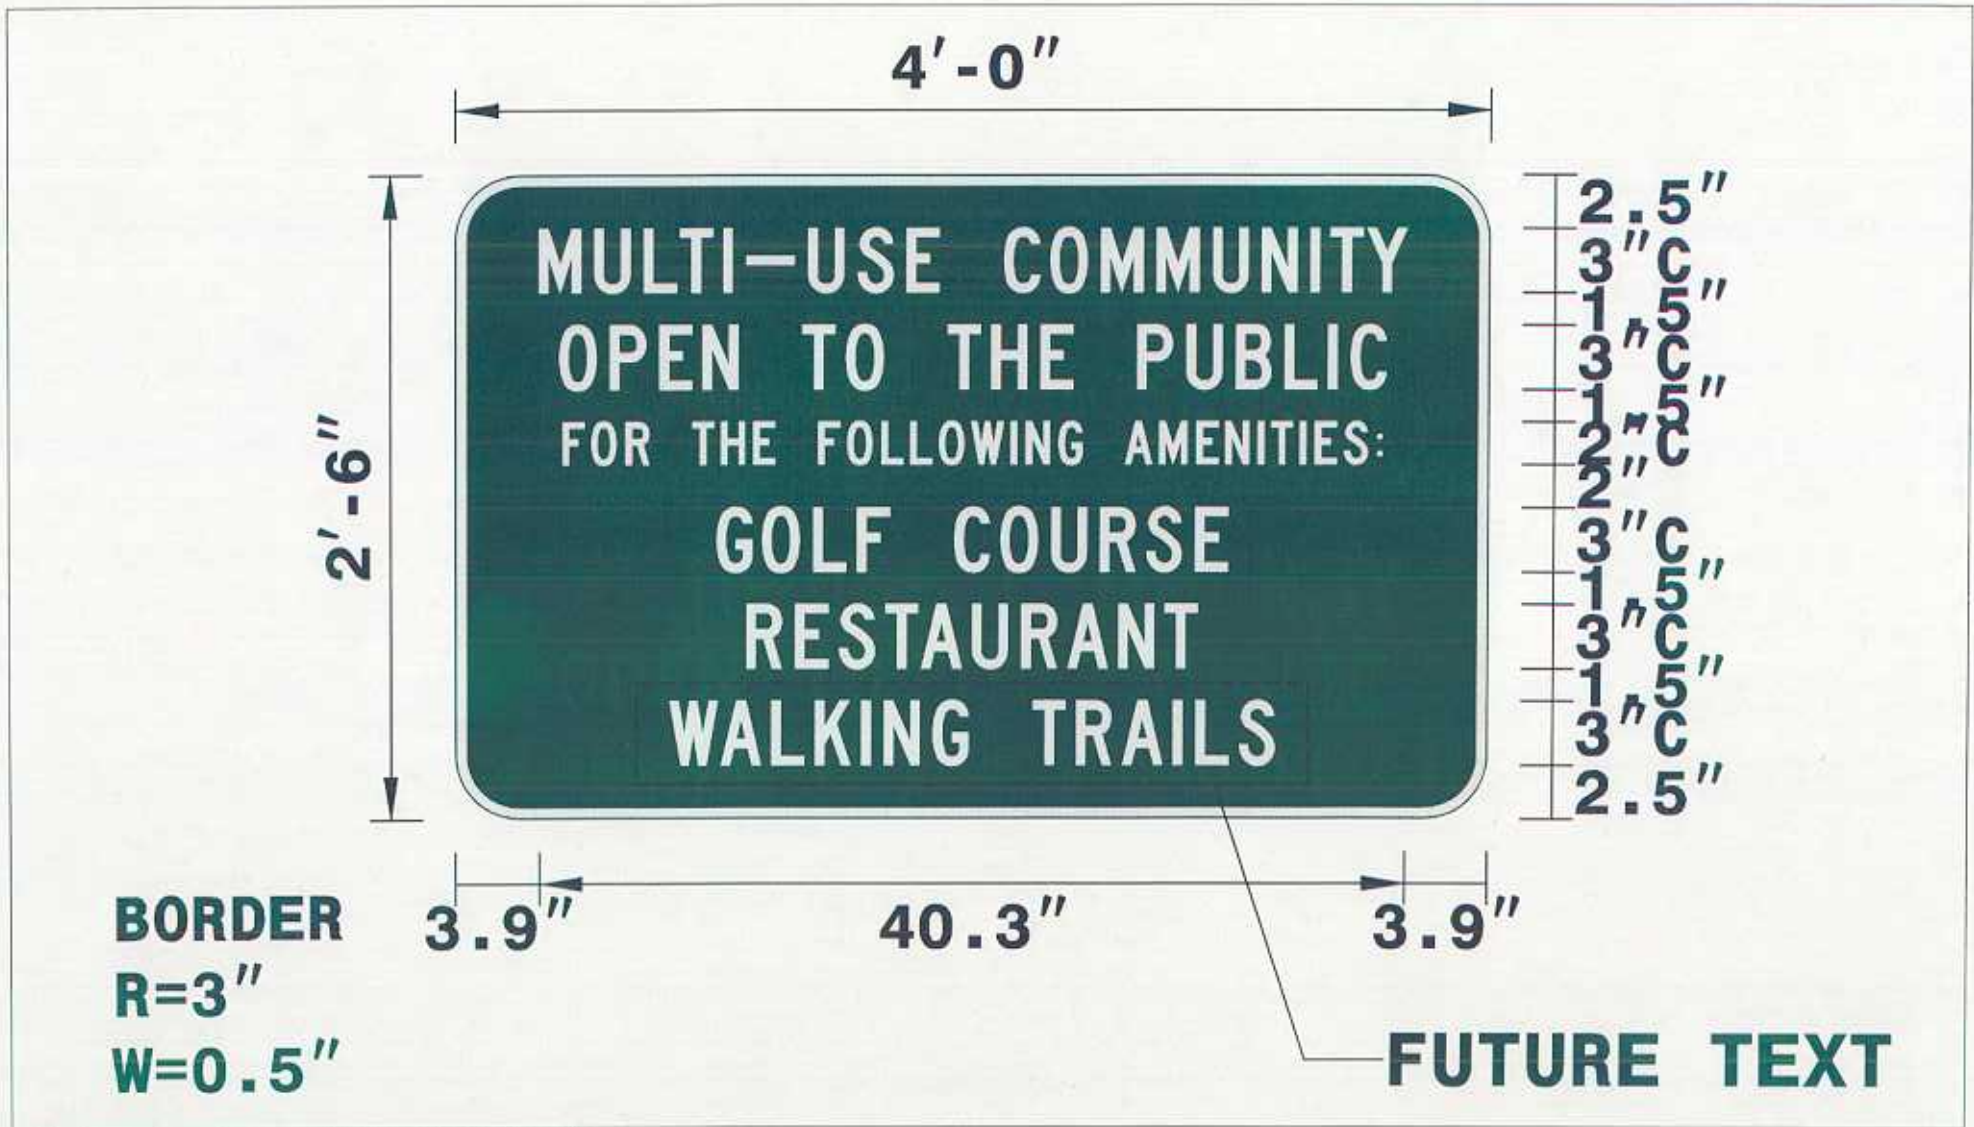 4'-0"
2'-6"
MULTI-USE COMMUNITY
OPEN TO THE PUBLIC
FOR THE FOLLOWING AMENITIES:
GOLF COURSE
RESTAURANT
WALKING TRAILS
2.5"
3"C
1.5"
3"C
1.5"
2"C
2"
3"C
1.5"
3"C
1.5"
3"C
2.5"
3.9"
40.3"
3.9"
BORDER
R=3"
W=0.5"
FUTURE TEXT